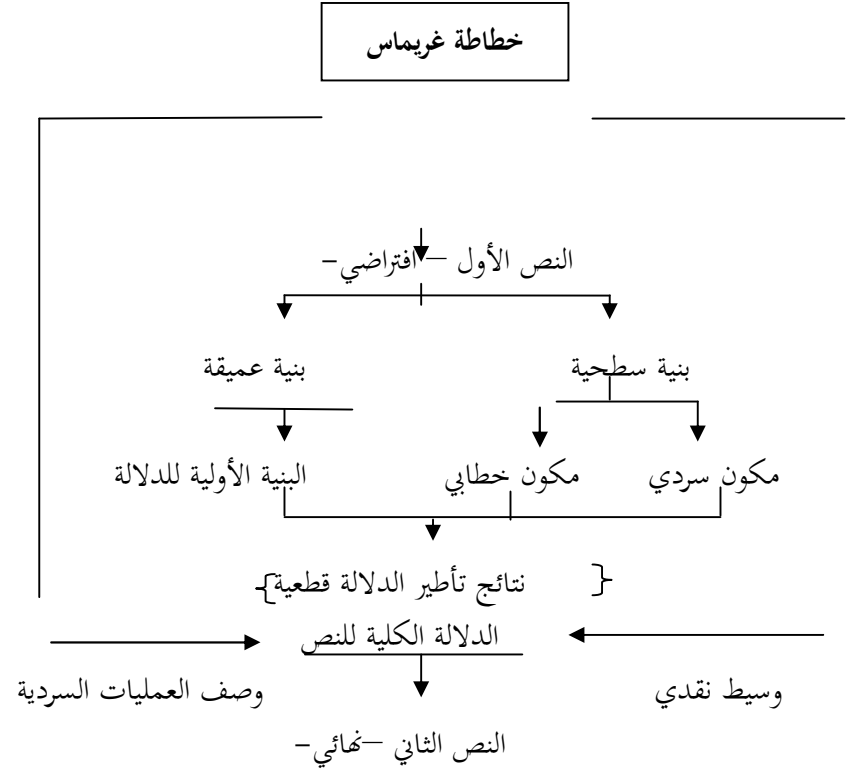 خطاطة غريماس
النص الأول – افتراضي-
بنية سطحية بنية عميقة
مكون سردي مكون خطابي البنية الأولية للدلالة
نتائج تأطير الدلالة قطعية
الدلالة الكلية للنص
وسيط نقدي وصف العمليات السردية
النص الثاني –نهائي-